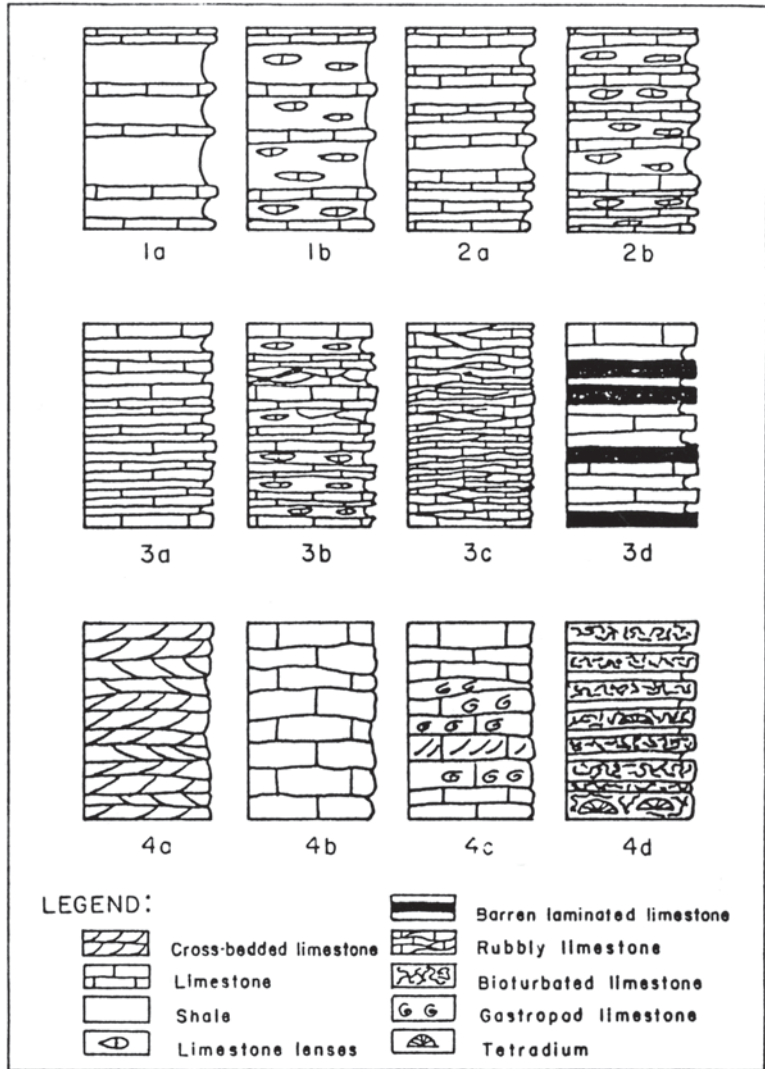 1a 1b 2a 2b
3a 3b 3c 3d
4a 4b 4c 4d
LEGEND:
Cross-bedded limestone
Limestone
Shale
Limestone lenses
Barren laminated limestone
Rubbly limestone
Bioturbated limestone
Gastropod limestone
Tetradium